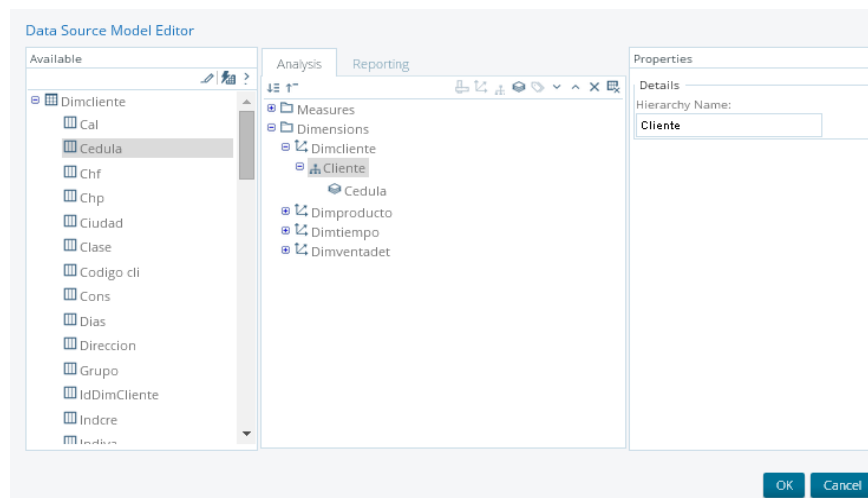 Data Source Model Editor
Available
Dimcliente
Cal
Cedula
Chf
Chp
Ciudad
Clase
Codigo cli
Cons
Dias
Direccion
Grupo
IdDimCliente
Indcre
Indiva
Analysis
Reporting
Measures
Dimensions
Dimcliente
Cliente
Cedula
Dimproducto
Dimtiempo
Dimventadet
Properties
Details
Hierarchy Name:
Cliente
OK
Cancel